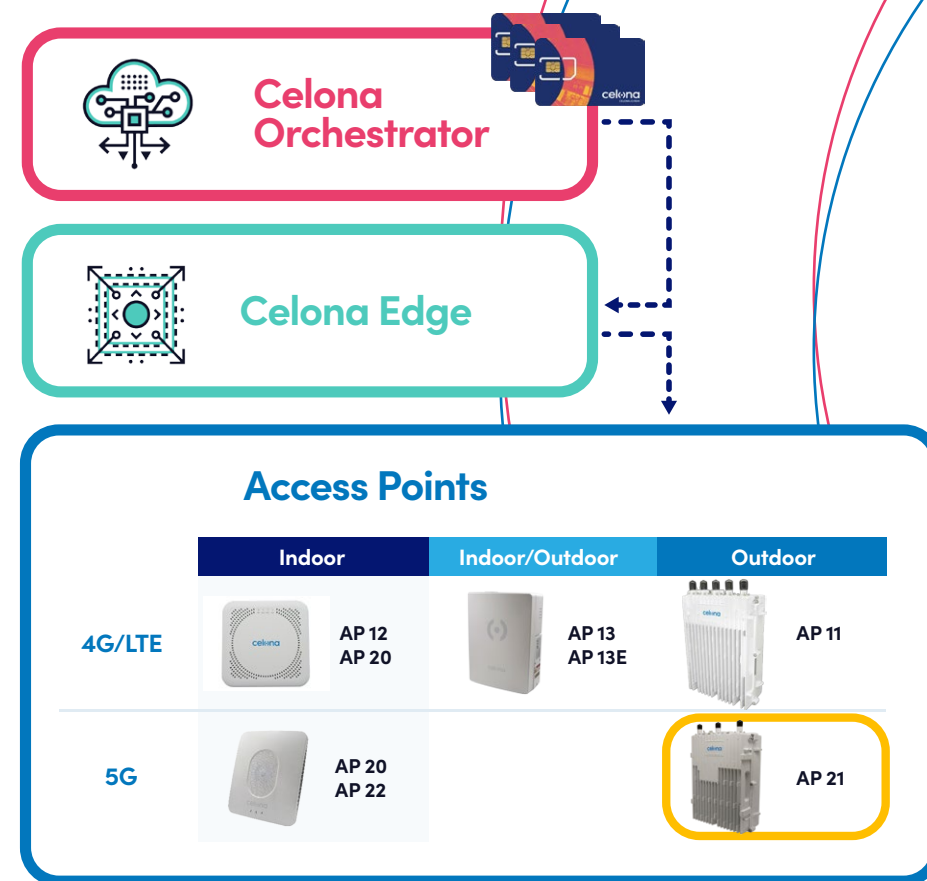 celona
Celona
Orchestrator
Celona Edge
Access Points
Indoor Indoor/Outdoor Outdoor
4G/LTE
celona
AP 12
AP 20
AP 13
AP 13E
celona
AP 11
5G
AP 20
AP 22
celona
AP 21